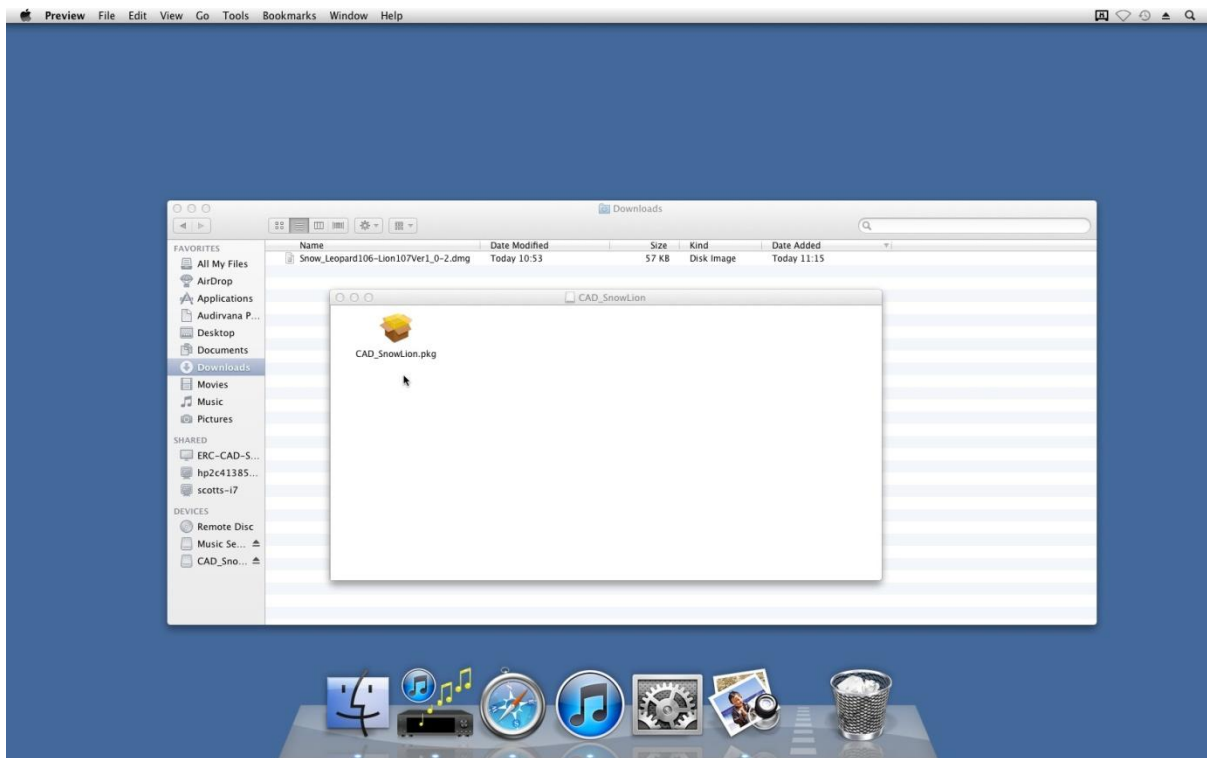 Preview File Edit View Go Tools Bookmarks Window Help
Downloads
FAVORITES
All My Files
AirDrop
Applications
Audirvana P...
Desktop
Documents
Downloads
Movies
Music
Pictures
SHARED
ERC-CAD-S...
hp2c41385...
scotts-i7
DEVICES
Remote Disc
Music Se...
CAD_Sno...
Name Date Modified Size Kind Date Added
Snow_Leopard106-Lion107Ver1_0-2.dmg Today 10:53 57 KB Disk Image Today 11:15
CAD_SnowLion
CAD_SnowLion.pkg